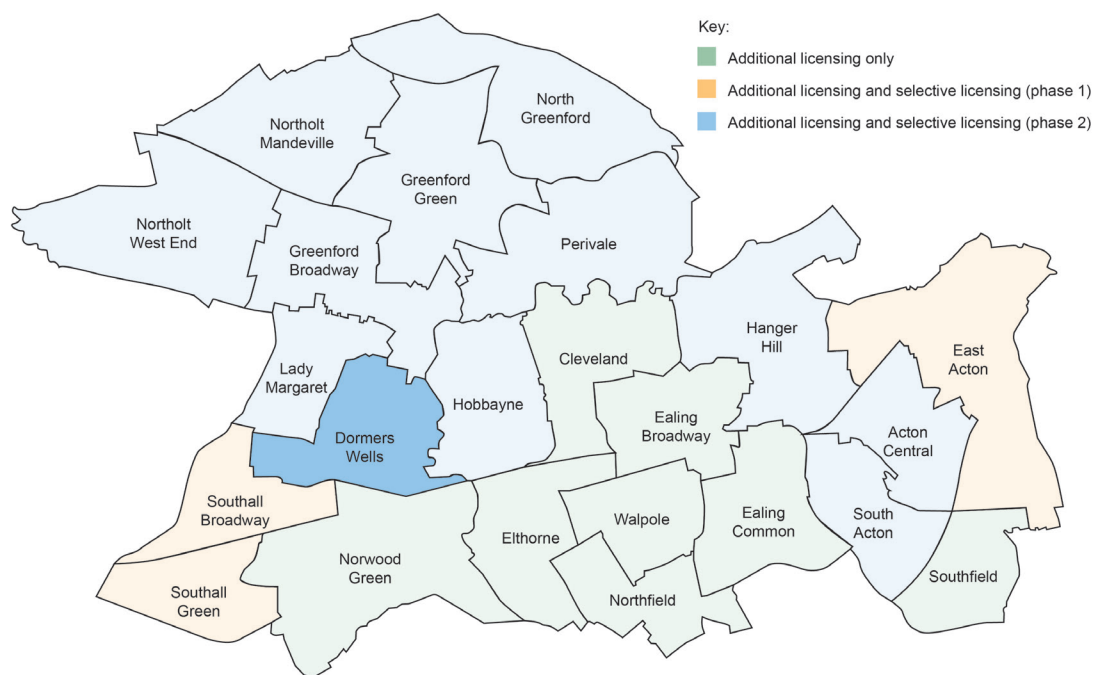 Key:
Additional licensing only
Additional licensing and selective licensing (phase 1)
Additional licensing and selective licensing (phase 2)
North
Greenford
Northolt
Mandeville
Greenford
Green
Northolt
West End
Greenford
Broadway
Perivale
Hanger
Hill
East
Acton
Cleveland
Lady
Margaret
Hobbayne
Ealing
Broadway
Dormers
Wells
Acton
Central
Southall
Broadway
Walpole
Ealing
Common
South
Acton
Elthorne
Norwood
Green
Southfield
Southall
Green
Northfield